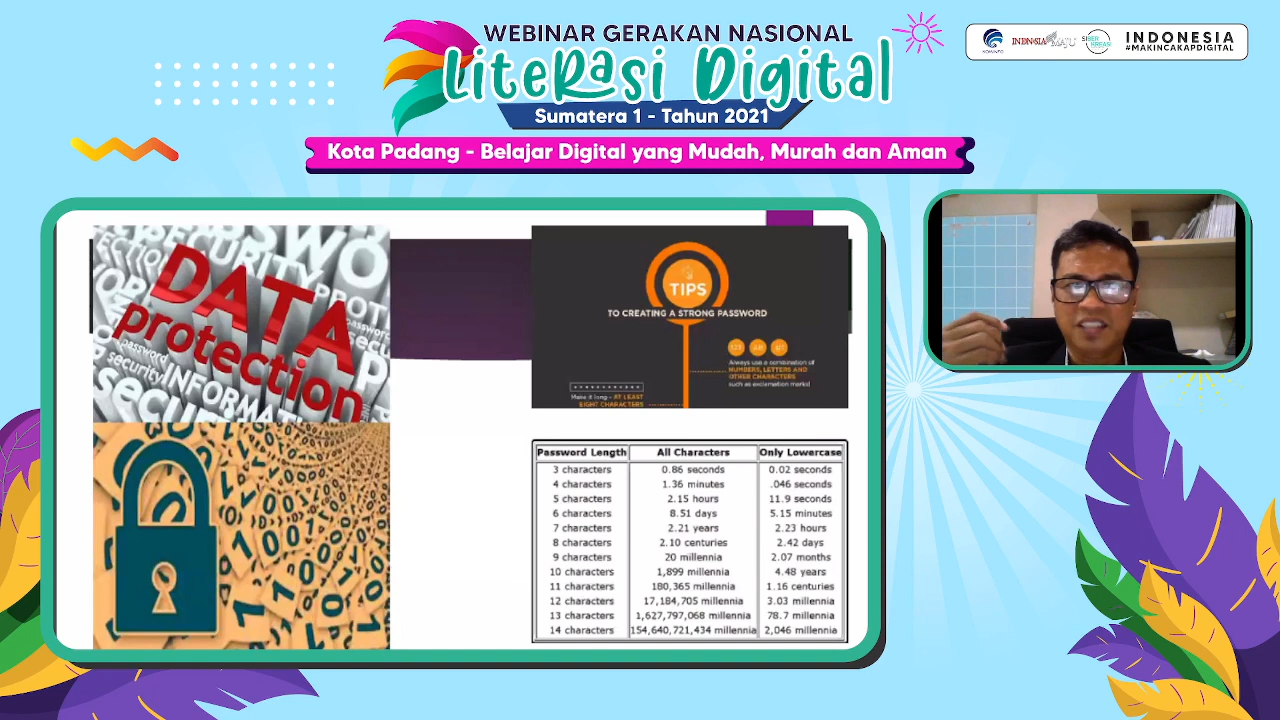 WEBINAR GERAKAN NASIONAL
LiteRasi Digital
Sumatera 1 - Tahun 2021
Kota Padang - Belajar Digital yang Mudah, Murah dan Aman
KOMINFO
INDONESIA MAJU
SIBER KREASI
INDONESIA
#MAKINCAKAPDIGITAL
SECURITY
DATA
protection
password
security
INFORMATI
TIPS
TO CREATING A STRONG PASSWORD
Always use a combination of
NUMBERS, LETTERS AND
OTHER CHARACTERS
such as exclamation marks!
Make it long - AT LEAST
EIGHT CHARACTERS
Password Length All Characters Only Lowercase
3 characters 0.86 seconds 0.02 seconds
4 characters 1.36 minutes .046 seconds
5 characters 2.15 hours 11.9 seconds
6 characters 8.51 days 5.15 minutes
7 characters 2.21 years 2.23 hours
8 characters 2.10 centuries 2.42 days
9 characters 20 millennia 2.07 months
10 characters 1,899 millennia 4.48 years
11 characters 180,365 millennia 1.16 centuries
12 characters 17,184,705 millennia 3.03 millennia
13 characters 1,627,797,068 millennia 78.7 millennia
14 characters 154,640,721,434 millennia 2,046 millennia